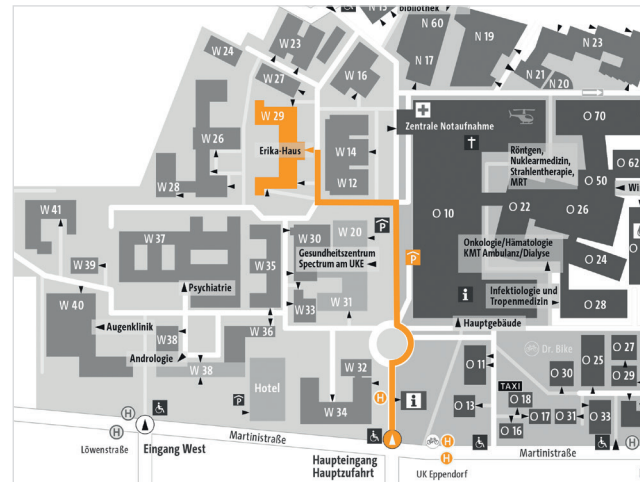 N 15
bibliothek
N 60
N 19
N 23
N 17
N 21
N 20
W 23
W 24
W 27
W 16
W 29
Zentrale Notaufnahme
O 70
W 26
Erika-Haus
W 14
Röntgen,
Nuklearmedizin,
Strahlentherapie,
MRT
O 62
O 50
Wi
W 28
W 12
O 10
O 22
O 26
W 41
W 37
W 30
W 20
P
Gesundheitszentrum
Spectrum am UKE
P
Onkologie/Hämatologie
KMT Ambulanz/Dialyse
O 24
W 39
W 35
Psychiatrie
W 31
i
Infektiologie und
Tropenmedizin
O 28
W 40
W 33
Augenklinik
W 36
Hauptgebäude
W 38
Andrologie
W 38
W 32
O 11
Dr. Bike
O 25
O 27
O 30
O 29
Hotel
TAXI
O 18
P
H
i
O 13
O 17
O 31
O 33
W 34
O 16
H
H
Martinistraße
H
H
H
Martinistraße
Löwenstraße
Eingang West
Haupteingang
Hauptzufahrt
UK Eppendorf